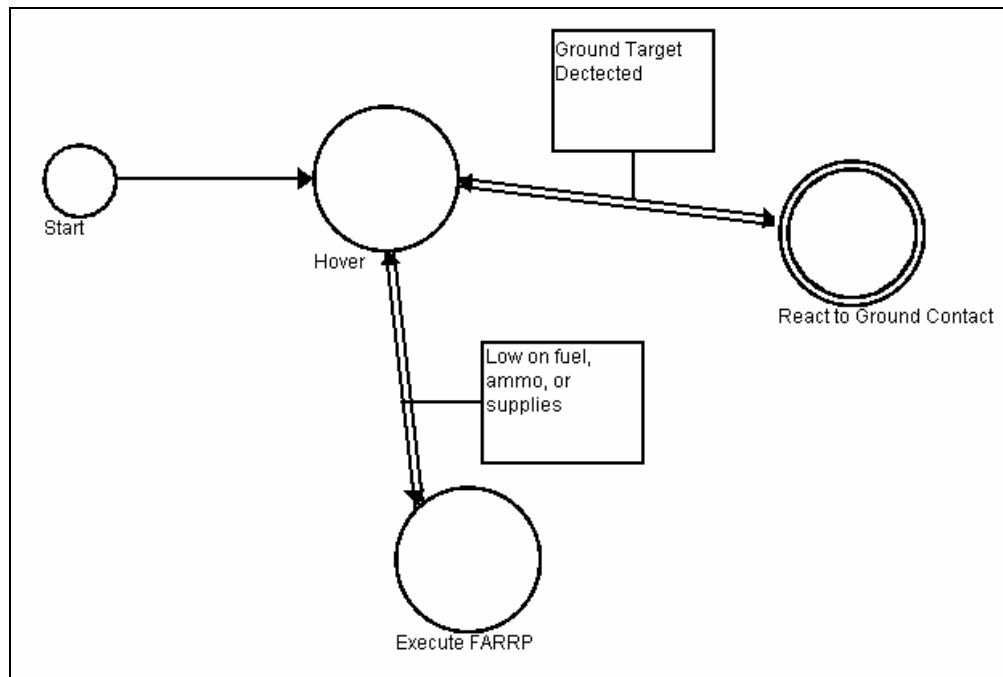 Ground Target
Dectected
Start
Hover
React to Ground Contact
Low on fuel,
ammo, or
supplies
Execute FARRP